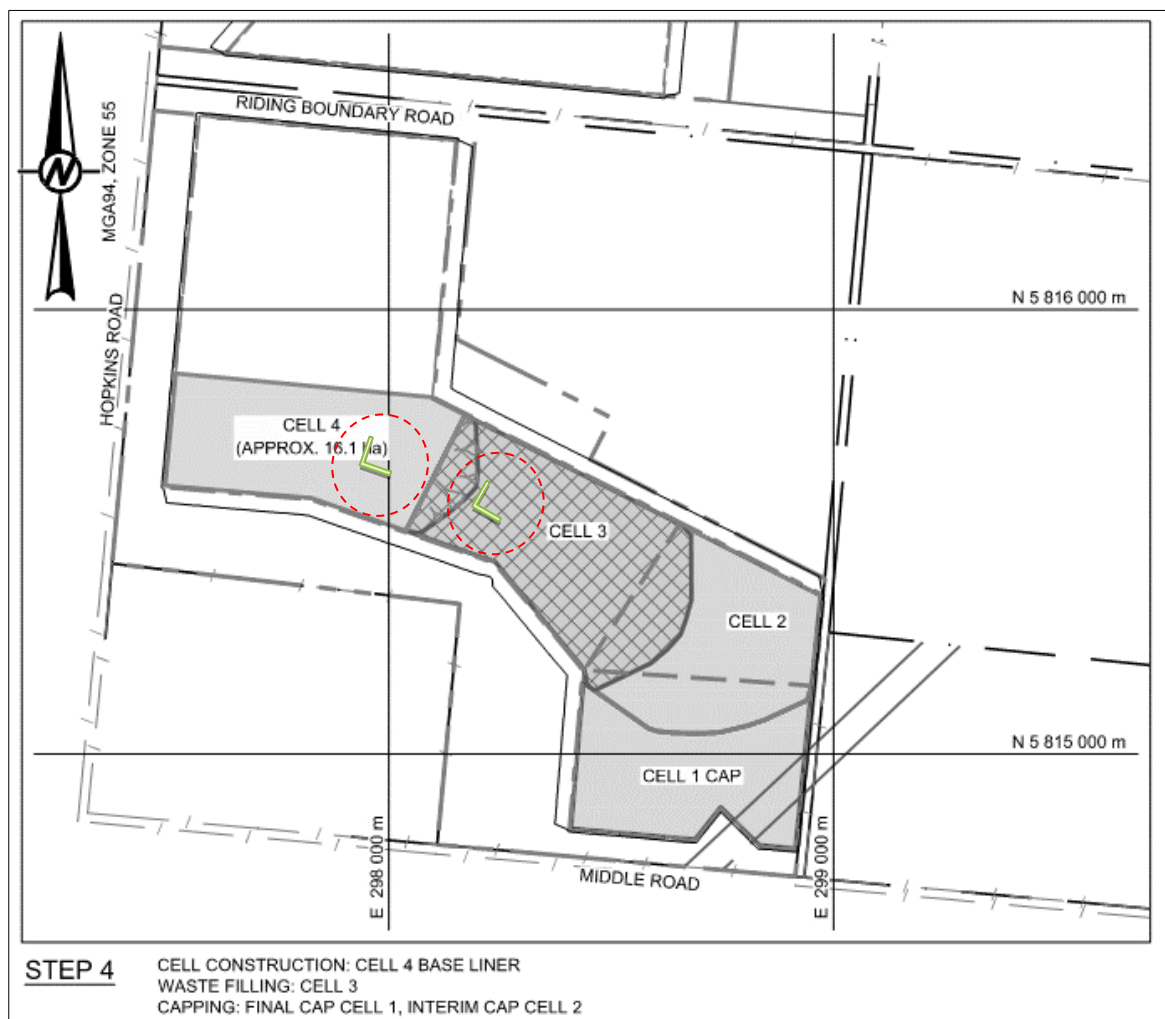 RIDING BOUNDARY ROAD
N
MGA94, ZONE 55
HOPKINS ROAD
N 5 816 000 m
CELL 4
(APPROX. 16.1 ha)
CELL 3
CELL 2
N 5 815 000 m
CELL 1 CAP
E 298 000 m
E 299 000 m
MIDDLE ROAD
STEP 4
CELL CONSTRUCTION: CELL 4 BASE LINER
WASTE FILLING: CELL 3
CAPPING: FINAL CAP CELL 1, INTERIM CAP CELL 2